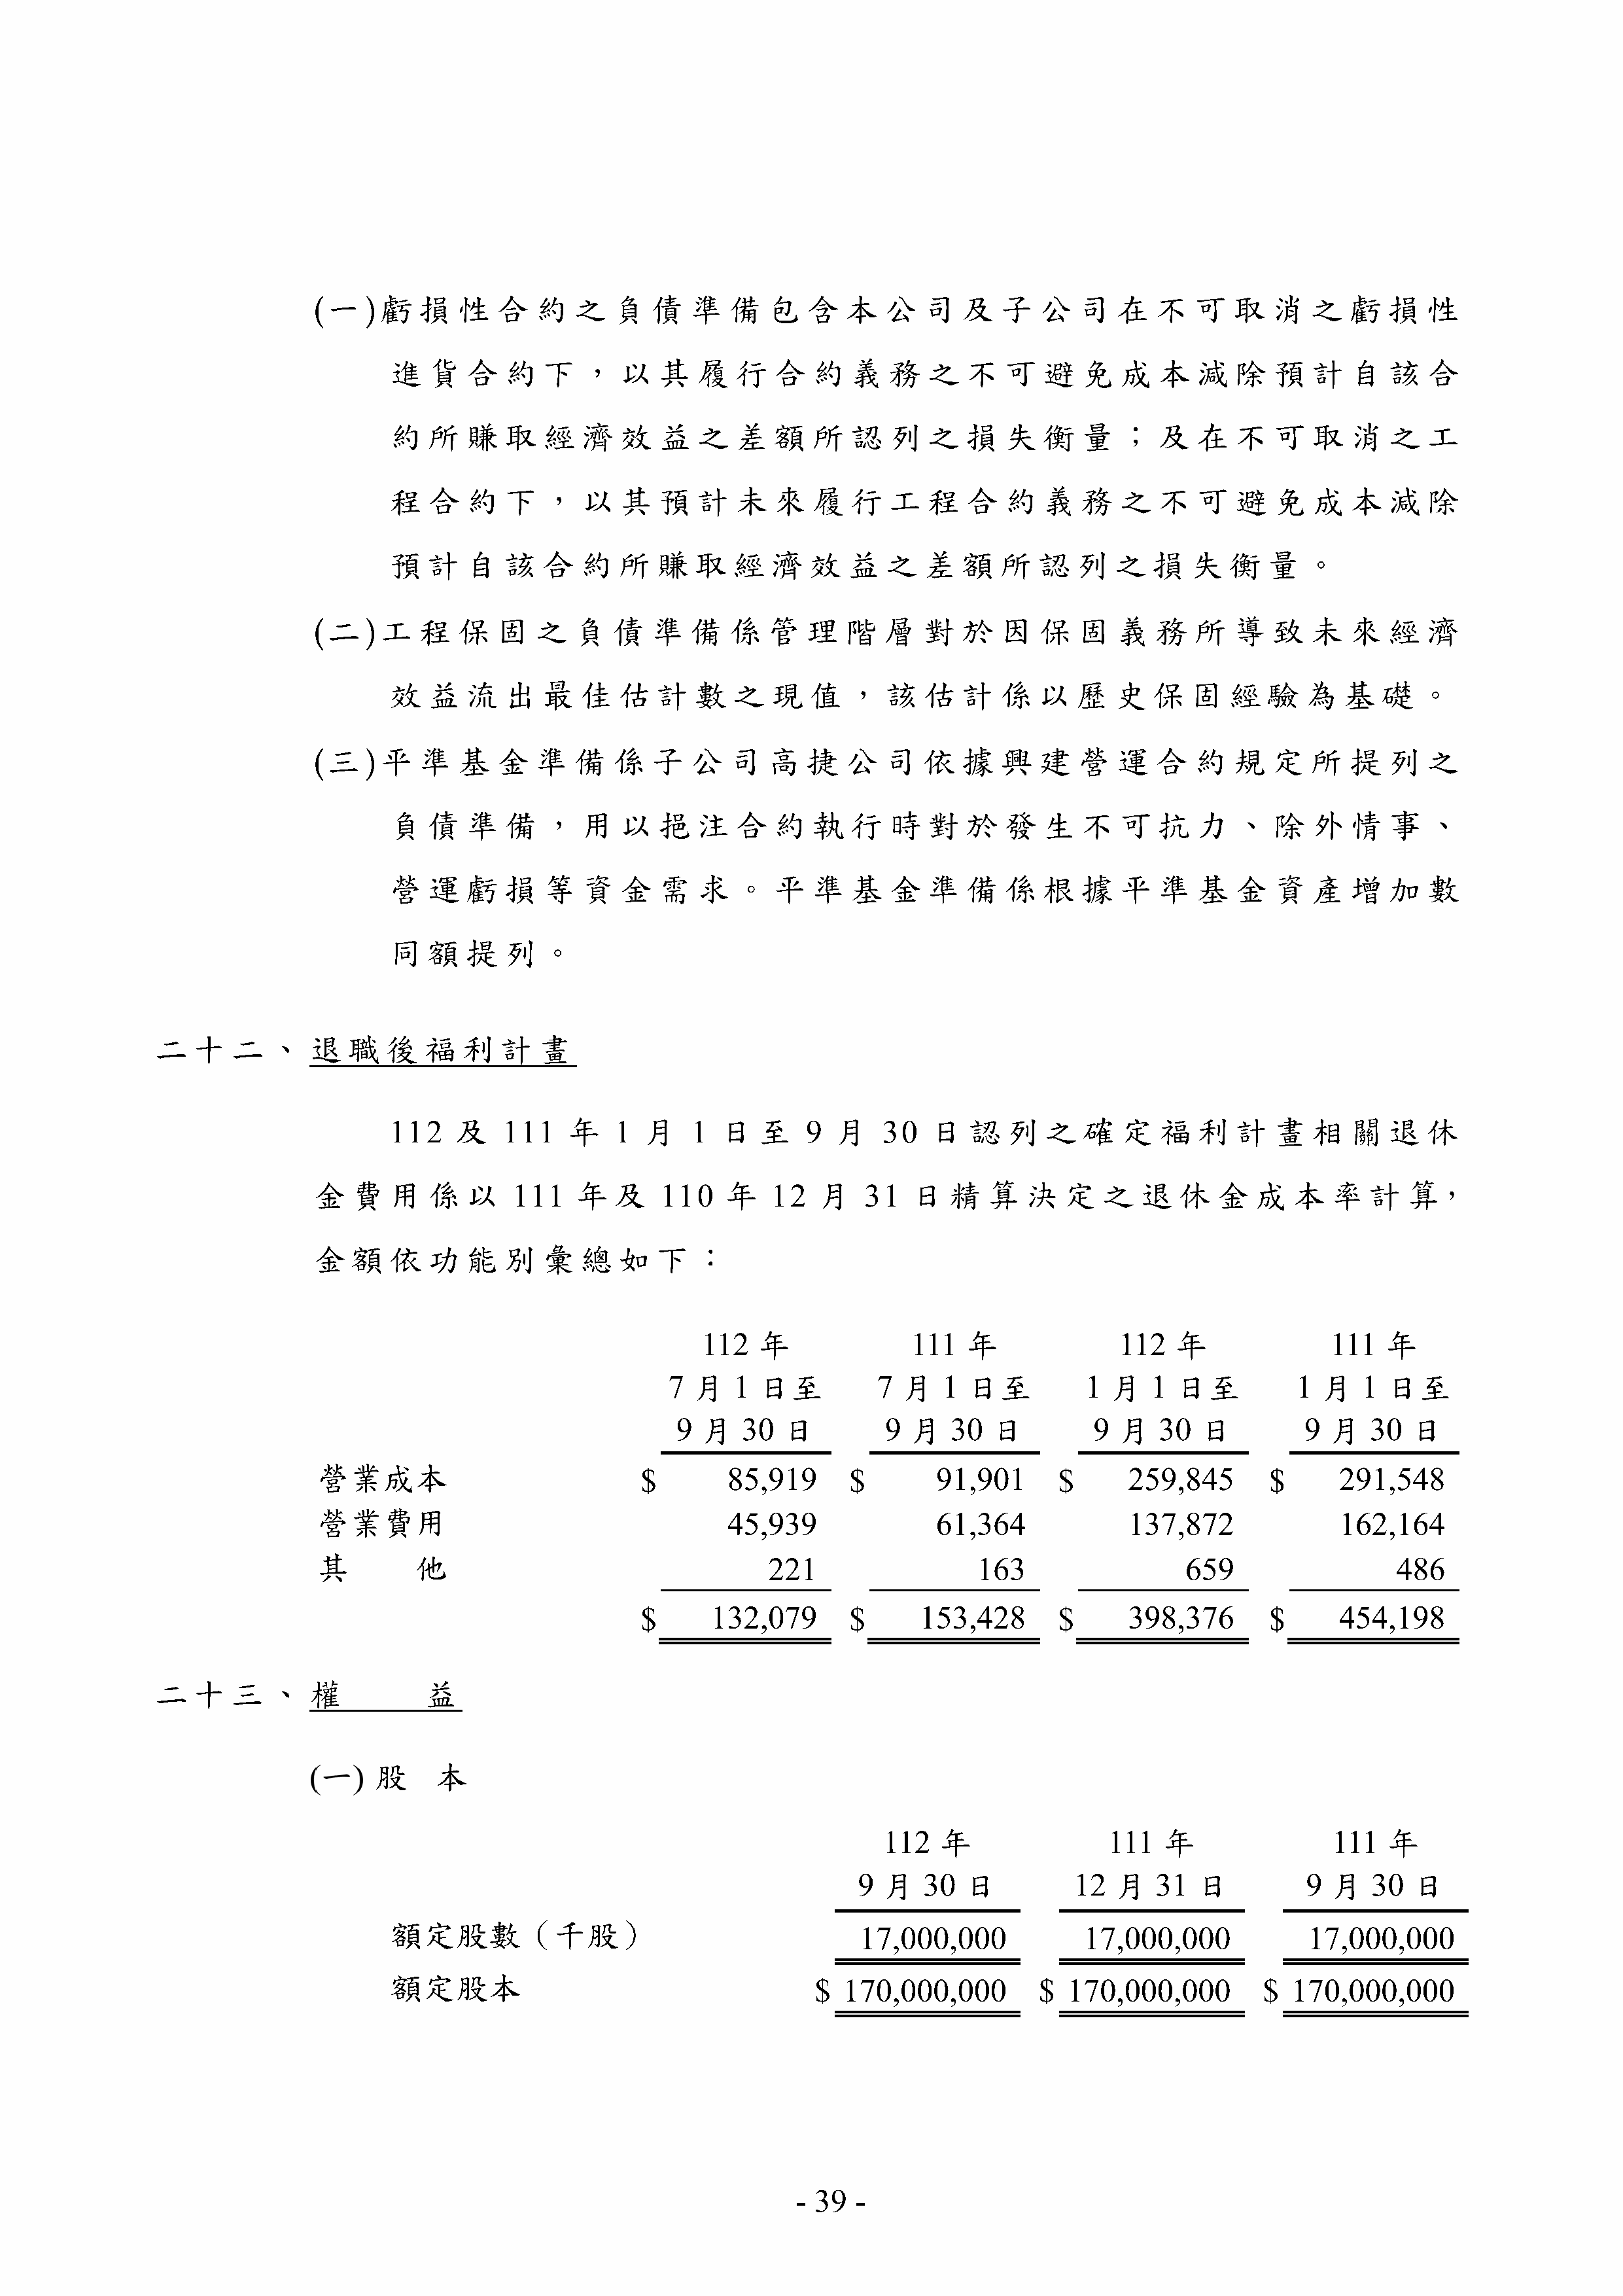 (一)虧損性合約之負債準備包含本公司及子公司在不可取消之虧損性
進貨合約下，以其履行合約義務之不可避免成本減除預計自該合
約所賺取經濟效益之差額所認列之損失衡量；及在不可取消之工
程合約下，以其預計未來履行工程合約義務之不可避免成本減除
預計自該合約所賺取經濟效益之差額所認列之損失衡量。
(二)工程保固之負債準備係管理階層對於因保固義務所導致未來經濟
效益流出最佳估計數之現值，該估計係以歷史保固經驗為基礎。
(三)平準基金準備係子公司高捷公司依據興建營運合約規定所提列之
負債準備，用以挹注合約執行時對於發生不可抗力、除外情事、
營運虧損等資金需求。平準基金準備係根據平準基金資產增加數
同額提列。
二十二、退職後福利計畫
112 及 111 年 1 月 1 日至 9 月 30 日認列之確定福利計畫相關退休
金費用係以 111 年及 110 年 12 月 31 日精算決定之退休金成本率計算，
金額依功能別彙總如下：
112 年 111 年 112 年 111 年
7 月 1 日至 7 月 1 日至 1 月 1 日至 1 月 1 日至
9 月 30 日 9 月 30 日 9 月 30 日 9 月 30 日
營業成本 $ 85,919 $ 91,901 $ 259,845 $ 291,548
營業費用 45,939 61,364 137,872 162,164
其 他 221 163 659 486
$ 132,079 $ 153,428 $ 398,376 $ 454,198
二十三、權 益
(一) 股 本
112 年 111 年 111 年
9 月 30 日 12 月 31 日 9 月 30 日
額定股數（千股） 17,000,000 17,000,000 17,000,000
額定股本 $ 170,000,000 $ 170,000,000 $ 170,000,000
- 39 -